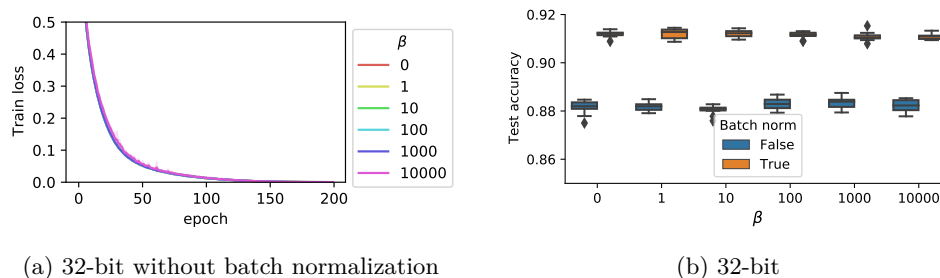 Train loss
0.5
0.4
0.3
0.2
0.1
0.0
0 50 100 150 200
epoch
β
0
1
10
100
1000
10000
(a) 32-bit without batch normalization
Test accuracy
0.92
0.90
0.88
0.86
Batch norm
False
True
0 1 10 100 1000 10000
β
(b) 32-bit